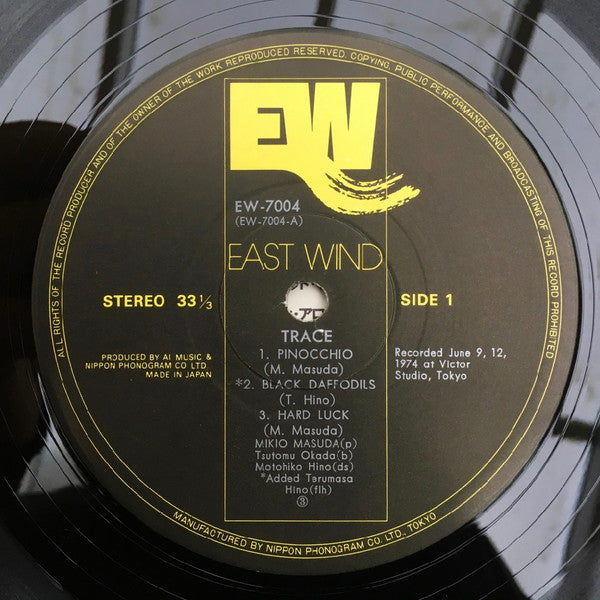 ALL RIGHTS OF THE RECORD PRODUCER AND OF THE OWNER OF THE WORK REPRODUCED RESERVED. COPYING, PUBLIC PERFORMANCE AND BROADCASTING OF THIS RECORD PROHIBITED
EW
EW-7004
(EW-7004-A)
EAST WIND
STEREO 33⅓
SIDE 1
TRACE
1. PINOCCHIO
(M. Masuda)
*2. BLACK DAFFODILS
(T. Hino)
3. HARD LUCK
(M. Masuda)
MIKIO MASUDA(p)
Tsutomu Okada(b)
Motohiko Hino(ds)
*Added Terumasa
Hino(flh)
③
PRODUCED BY AI MUSIC &
NIPPON PHONOGRAM CO LTD.
MADE IN JAPAN
Recorded June 9, 12,
1974 at Victor
Studio, Tokyo
MANUFACTURED BY NIPPON PHONOGRAM CO. LTD., TOKYO